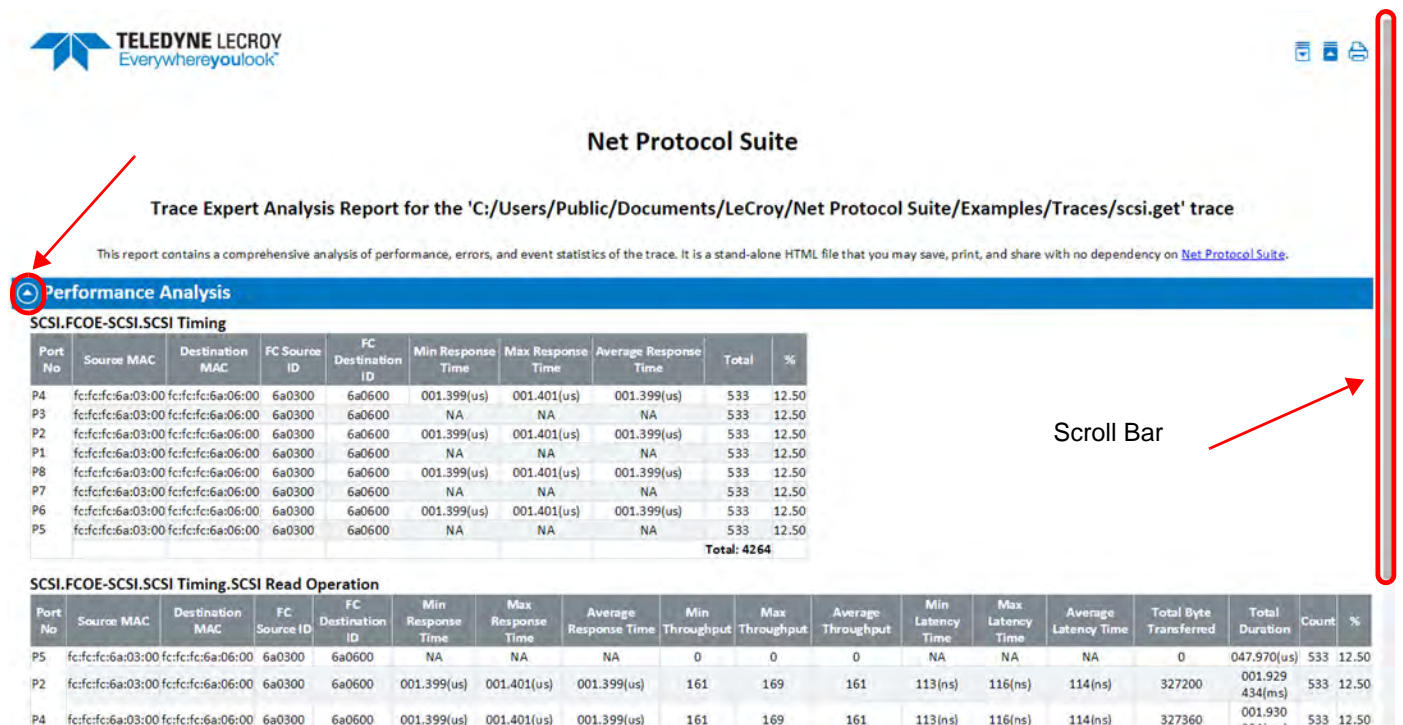 TELEDYNE LECROY
Everywhereyoulook™
Net Protocol Suite
Trace Expert Analysis Report for the 'C:/Users/Public/Documents/LeCroy/Net Protocol Suite/Examples/Traces/scsi.get' trace
This report contains a comprehensive analysis of performance, errors, and event statistics of the trace. It is a stand-alone HTML file that you may save, print, and share with no dependency on Net Protocol Suite.
Performance Analysis
SCSI.FCOE-SCSI.SCSI Timing
Port No Source MAC Destination MAC FC Source ID FC Destination ID Min Response Time Max Response Time Average Response Time Total %
P4 fc:fc:fc:6a:03:00 fc:fc:fc:6a:06:00 6a0300 6a0600 001.399(us) 001.401(us) 001.399(us) 533 12.50
P3 fc:fc:fc:6a:03:00 fc:fc:fc:6a:06:00 6a0300 6a0600 NA NA NA 533 12.50
P2 fc:fc:fc:6a:03:00 fc:fc:fc:6a:06:00 6a0300 6a0600 001.399(us) 001.401(us) 001.399(us) 533 12.50
P1 fc:fc:fc:6a:03:00 fc:fc:fc:6a:06:00 6a0300 6a0600 NA NA NA 533 12.50
P8 fc:fc:fc:6a:03:00 fc:fc:fc:6a:06:00 6a0300 6a0600 001.399(us) 001.401(us) 001.399(us) 533 12.50
P7 fc:fc:fc:6a:03:00 fc:fc:fc:6a:06:00 6a0300 6a0600 NA NA NA 533 12.50
P6 fc:fc:fc:6a:03:00 fc:fc:fc:6a:06:00 6a0300 6a0600 001.399(us) 001.401(us) 001.399(us) 533 12.50
P5 fc:fc:fc:6a:03:00 fc:fc:fc:6a:06:00 6a0300 6a0600 NA NA NA 533 12.50
Total: 4264
Scroll Bar
SCSI.FCOE-SCSI.SCSI Timing.SCSI Read Operation
Port No Source MAC Destination MAC FC Source ID FC Destination ID Min Response Time Max Response Time Average Response Time Min Throughput Max Throughput Average Throughput Min Latency Time Max Latency Time Average Latency Time Total Byte Transferred Total Duration Count %
P5 fc:fc:fc:6a:03:00 fc:fc:fc:6a:06:00 6a0300 6a0600 NA NA NA 0 0 0 NA NA NA 0 047.970(us) 533 12.50
P2 fc:fc:fc:6a:03:00 fc:fc:fc:6a:06:00 6a0300 6a0600 001.399(us) 001.401(us) 001.399(us) 161 169 161 113(ns) 116(ns) 114(ns) 327200 001.929 434(ms) 533 12.50
P4 fc:fc:fc:6a:03:00 fc:fc:fc:6a:06:00 6a0300 6a0600 001.399(us) 001.401(us) 001.399(us) 161 169 161 113(ns) 116(ns) 114(ns) 327360 001.930 533 12.50